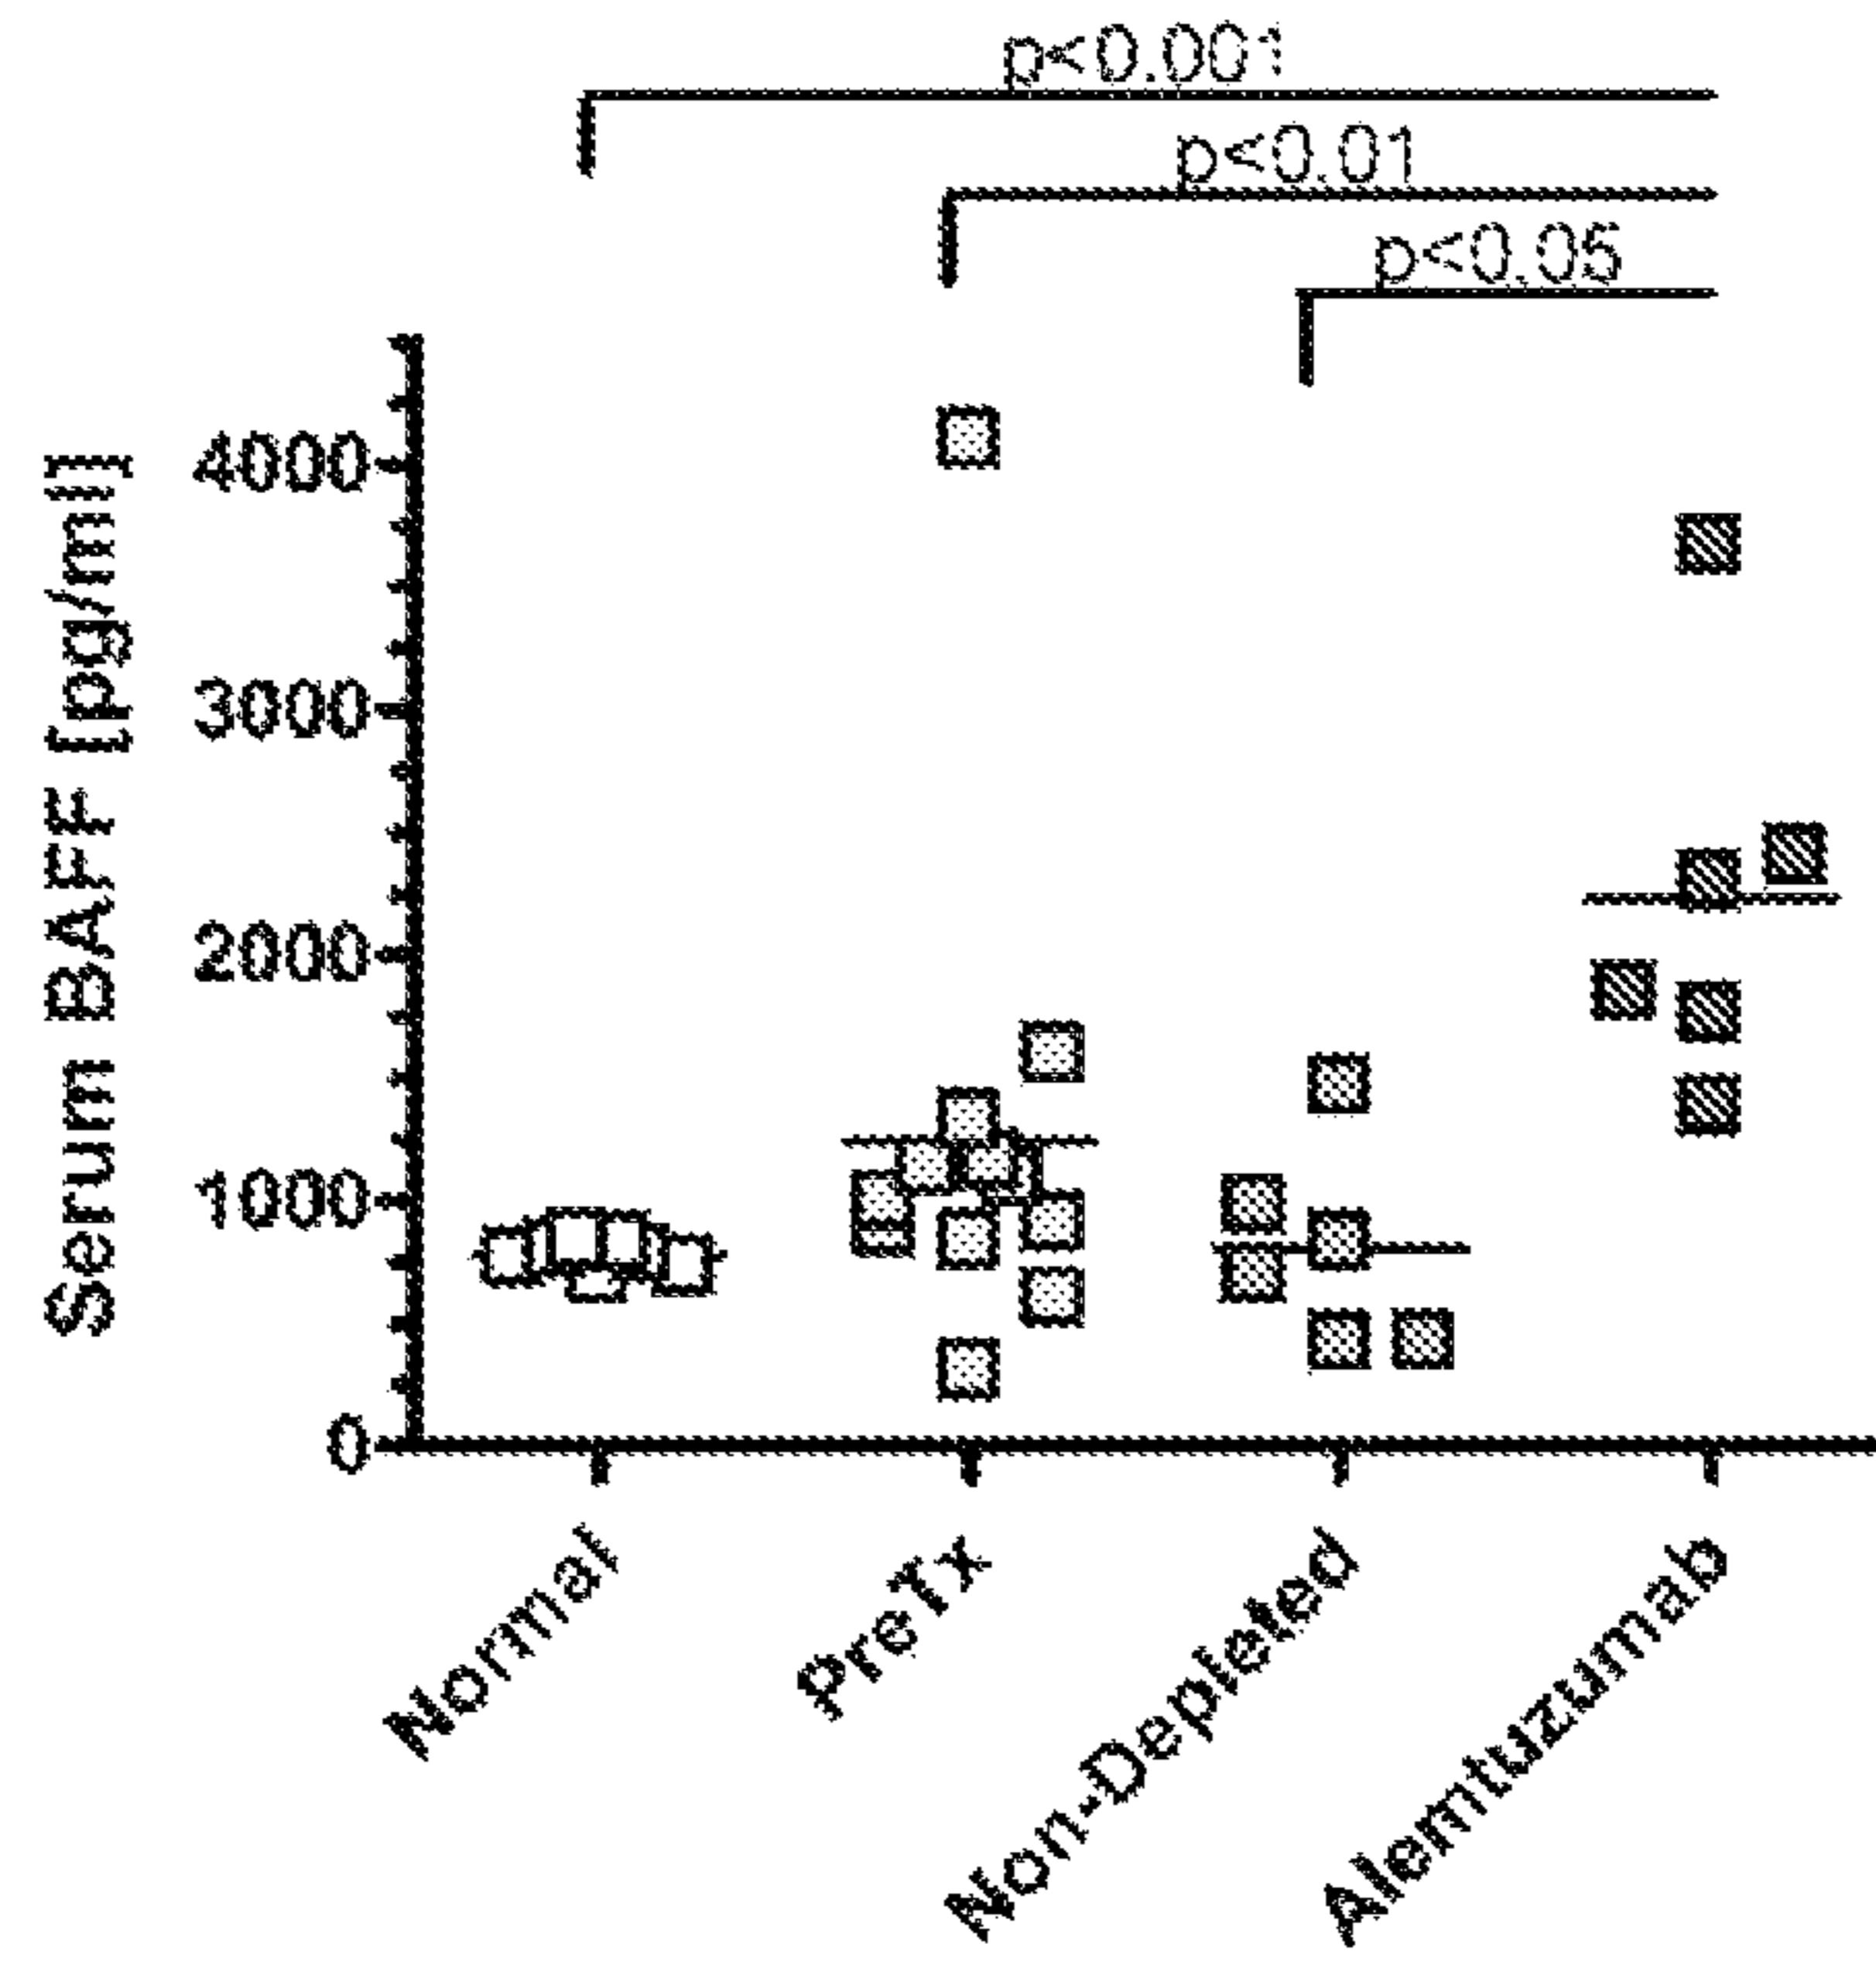 p<0.001
p<0.01
p<0.05
Serum BAFF [pg/ml]
4000
3000
2000
1000
0
Normal
PreTx
Non-Depleted
Alemtuzumab